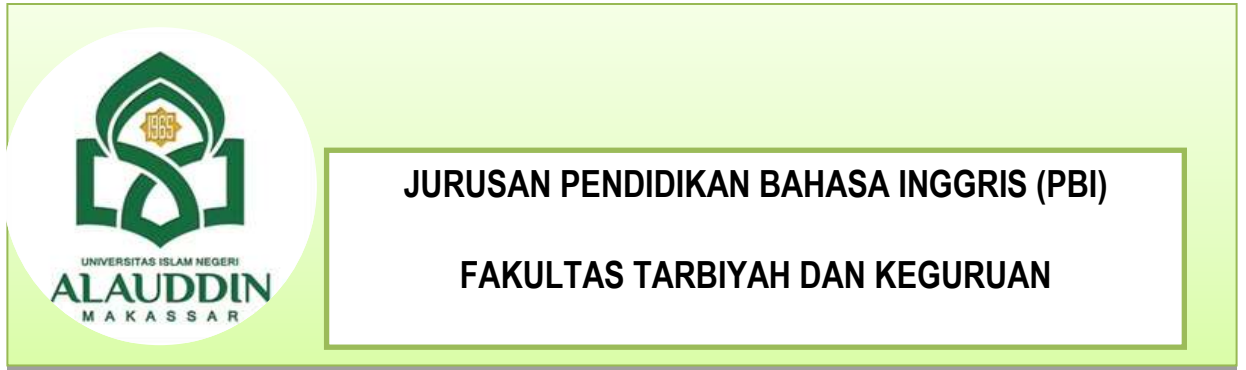 1965
UNIVERSITAS ISLAM NEGERI
ALAUDDIN
MAKASSAR
JURUSAN PENDIDIKAN BAHASA INGGRIS (PBI)
FAKULTAS TARBIYAH DAN KEGURUAN